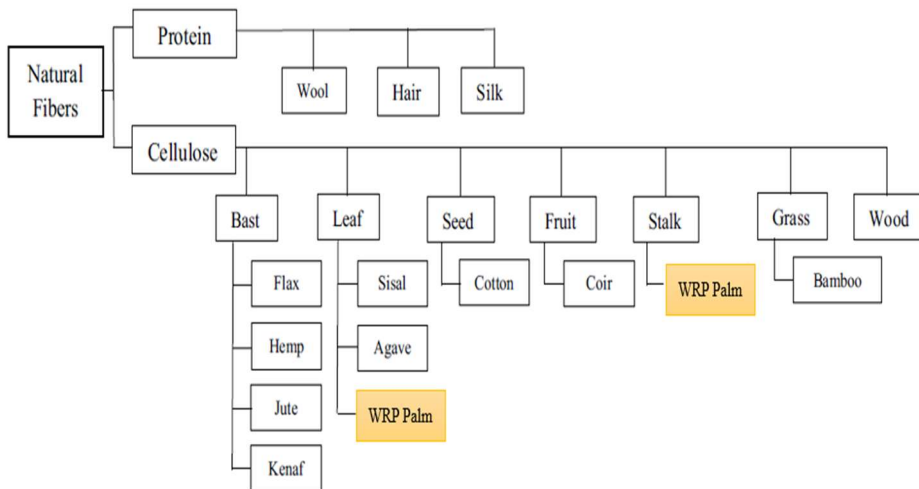 Natural
Fibers
Protein
Wool
Hair
Silk
Cellulose
Bast
Leaf
Seed
Fruit
Stalk
Grass
Wood
Flax
Sisal
Cotton
Coir
WRP Palm
Bamboo
Hemp
Agave
Jute
WRP Palm
Kenaf